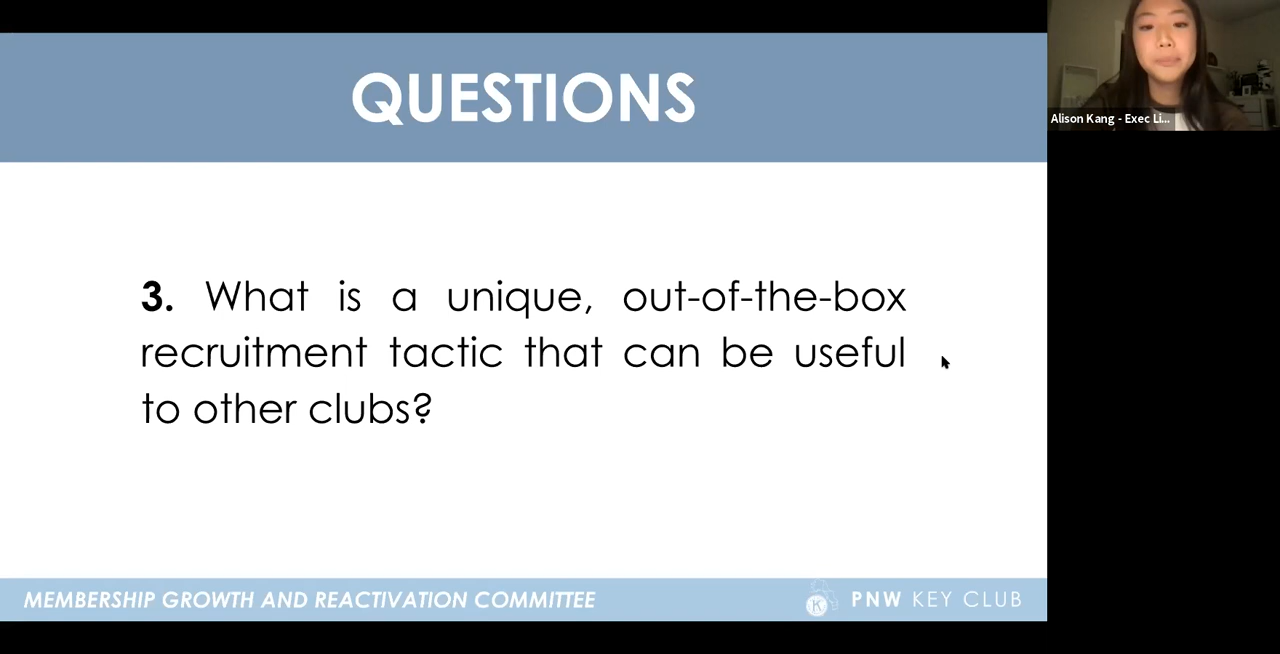 QUESTIONS
Alison Kang - Exec Li...
3. What is a unique, out-of-the-box
recruitment tactic that can be useful
to other clubs?
MEMBERSHIP GROWTH AND REACTIVATION COMMITTEE
K
PNW KEY CLUB